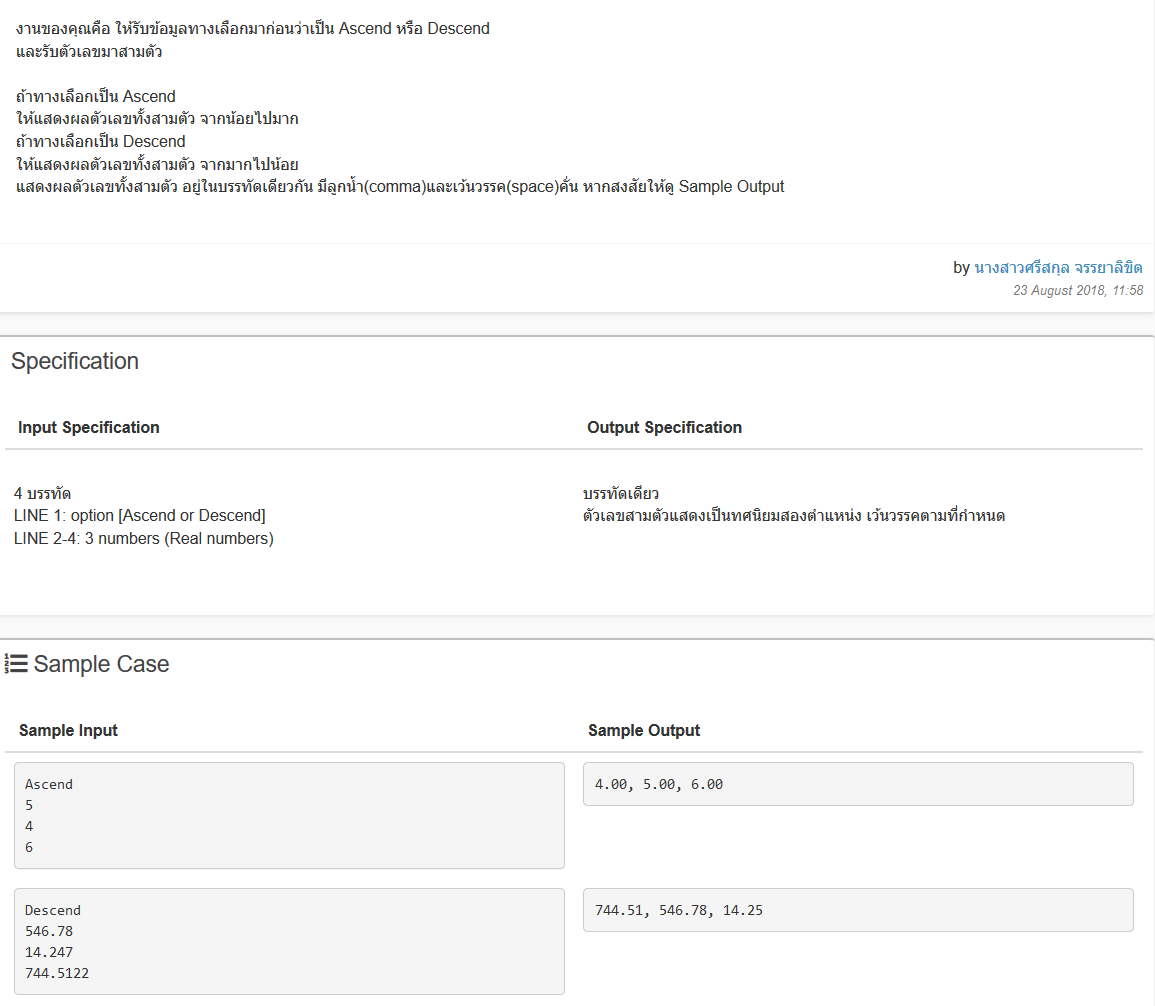 งานของคุณคือ ให้รับข้อมูลทางเลือกมาก่อนว่าเป็น Ascend หรือ Descend
และรับตัวเลขมาสามตัว
ถ้าทางเลือกเป็น Ascend
ให้แสดงผลตัวเลขทั้งสามตัว จากน้อยไปมาก
ถ้าทางเลือกเป็น Descend
ให้แสดงผลตัวเลขทั้งสามตัว จากมากไปน้อย
แสดงผลตัวเลขทั้งสามตัว อยู่ในบรรทัดเดียวกัน มีลูกน้ำ(comma)และเว้นวรรค(space)คั่น หากสงสัยให้ดู Sample Output
by นางสาวศรีสกุล จรรยาลิขิต
23 August 2018, 11:58
Specification
Input Specification
4 บรรทัด
LINE 1: option [Ascend or Descend]
LINE 2-4: 3 numbers (Real numbers)
Output Specification
บรรทัดเดียว
ตัวเลขสามตัวแสดงเป็นทศนิยมสองตำแหน่ง เว้นวรรคตามที่กำหนด
Sample Case
Sample Input
Sample Output
Ascend
5
4
6
4.00, 5.00, 6.00
Descend
546.78
14.247
744.5122
744.51, 546.78, 14.25